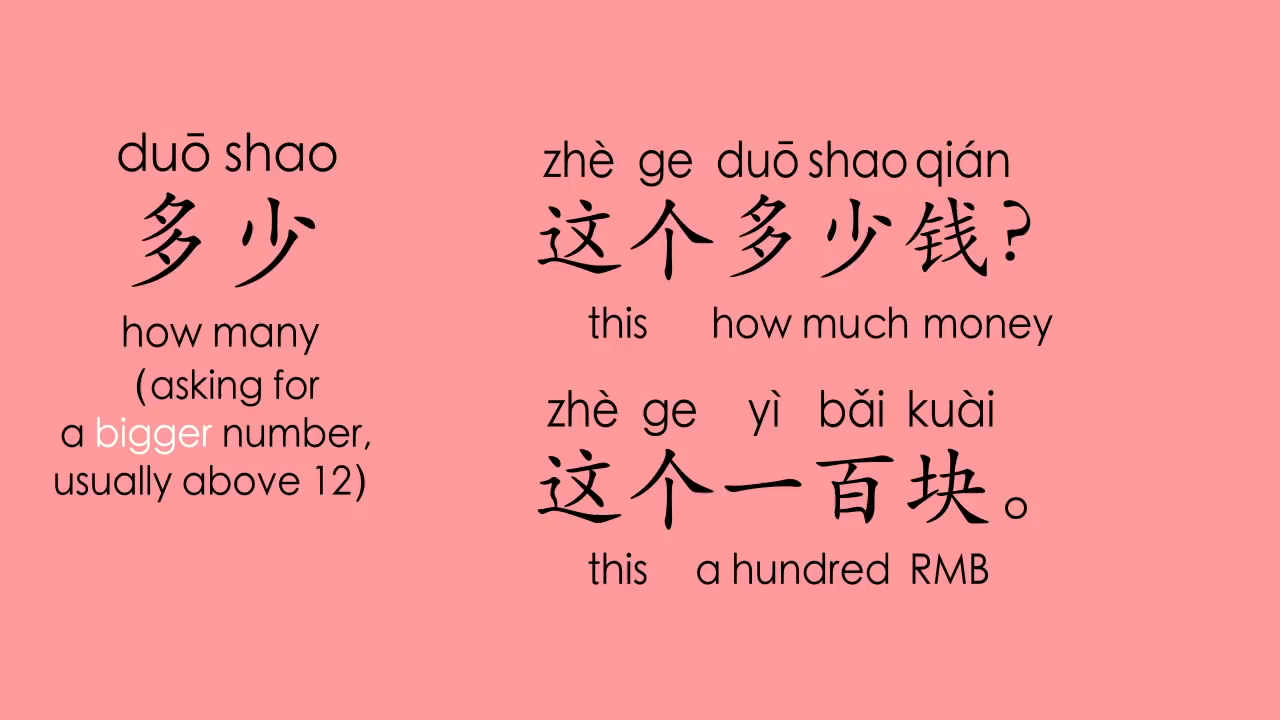 duō shao
多少
how many
(asking for
a bigger number,
usually above 12)
zhè ge duō shao qián
这个多少钱?
this how much money
zhè ge yì bǎi kuài
这个一百块。
this a hundred RMB